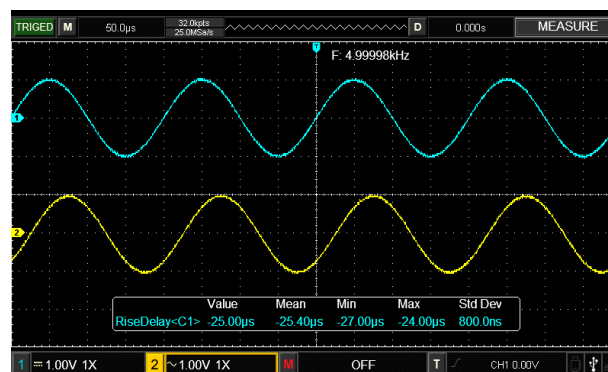 TRIGED M 50.0μs 32.0kpts D 0.000s MEASURE
25.0MSa/s
T
F: 4.99998kHz
1
2
Value Mean Min Max Std Dev
RiseDelay<C1> -25.00μs -25.40μs -27.00μs -24.00μs 800.0ns
1 1.00V 1X 2 1.00V 1X M OFF T CH1 0.00V